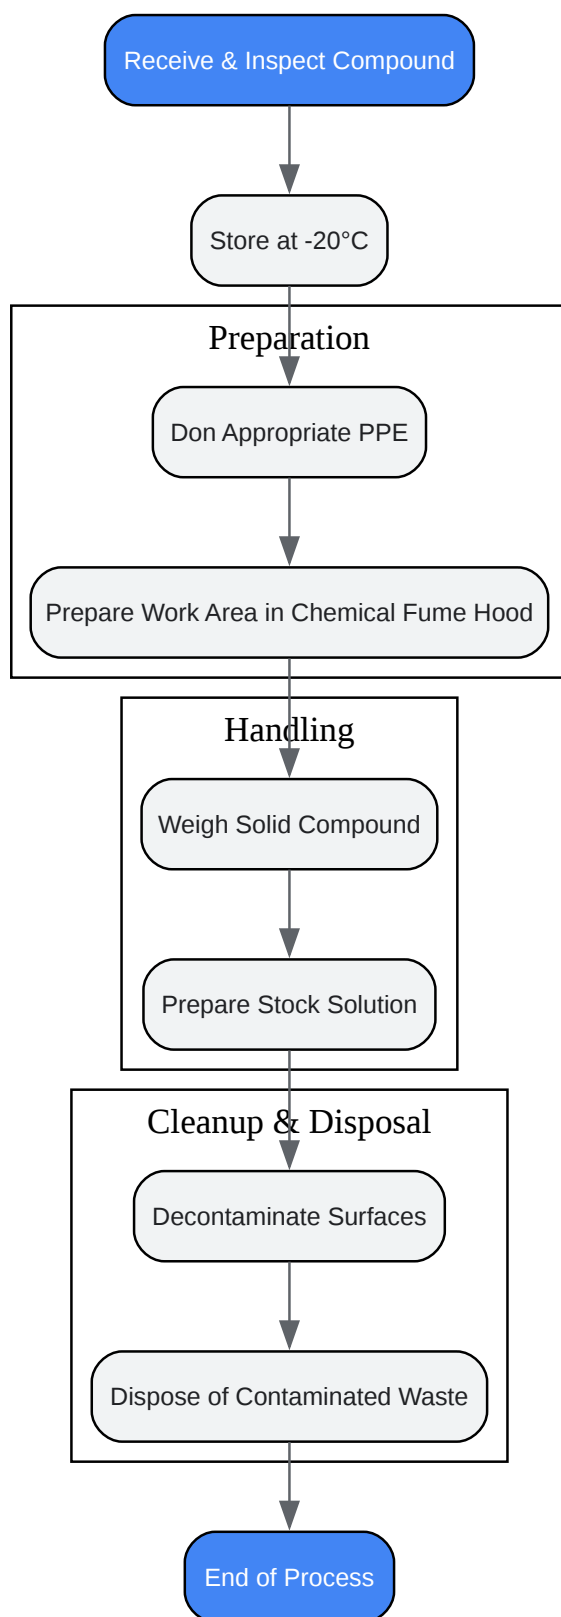 Receive & Inspect Compound
Store at -20°C
Preparation
Don Appropriate PPE
Prepare Work Area in Chemical Fume Hood
Handling
Weigh Solid Compound
Prepare Stock Solution
Cleanup & Disposal
Decontaminate Surfaces
Dispose of Contaminated Waste
End of Process